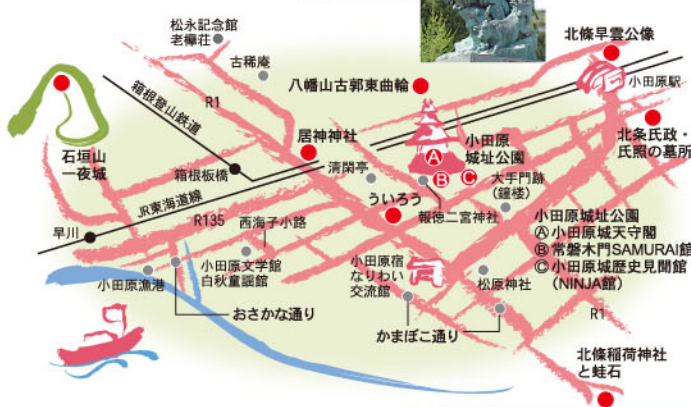 松永記念館
老欅荘
古稀庵
北條早雲公像
小田原駅
八幡山古郭東曲輪
箱根登山鉄道
R1
石垣山
一夜城
居神神社
小田原
城址公園
北条氏政・
氏照の墓所
箱根板橋
清閑亭
Ⓐ
Ⓑ
Ⓒ
大手門跡
(鐘楼)
JR東海道線
ういろう
報徳二宮神社
早川
R135
西海子小路
小田原城址公園
Ⓐ小田原城天守閣
Ⓑ常盤木門SAMURAI館
Ⓒ小田原城歴史見聞館
(NINJA館)
小田原漁港
小田原文学館
白秋童謡館
小田原宿
なりわい
交流館
松原神社
おさかな通り
かまぼこ通り
R1
北條稲荷神社
と蛙石